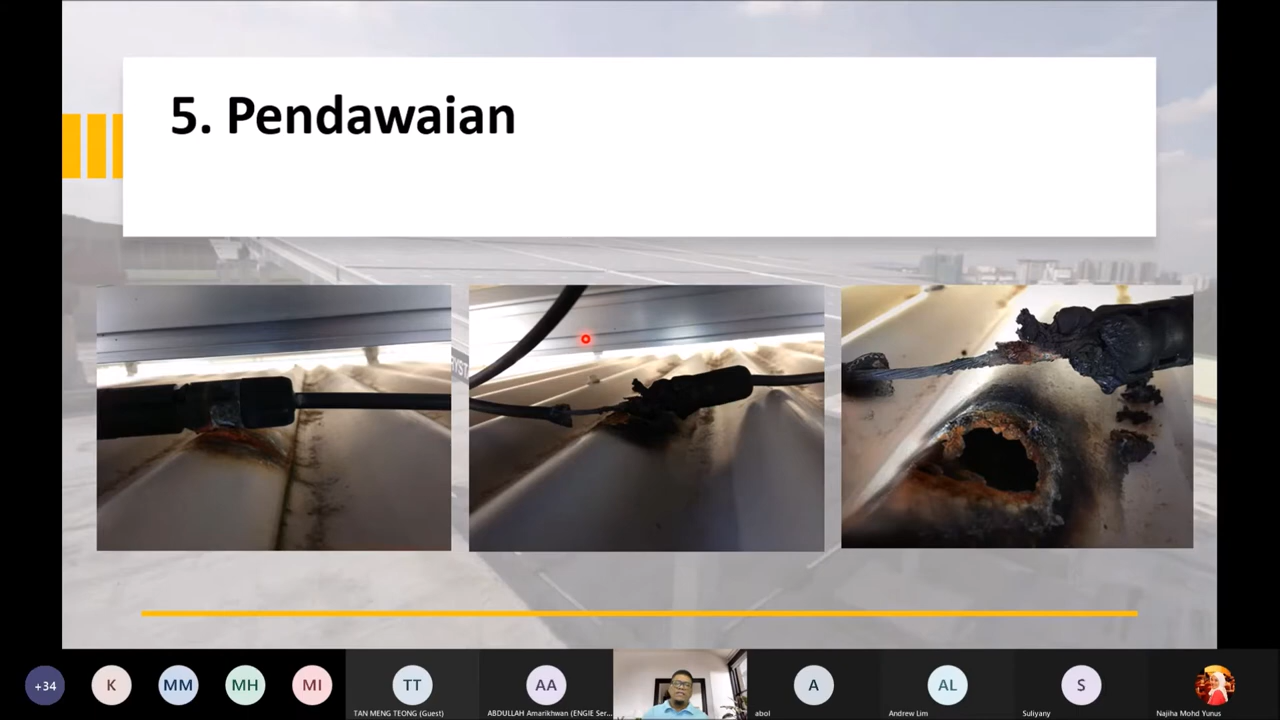 5. Pendawaian
+34
K
MM
MH
MI
TT
AA
A
AL
S
TAN MENG TEONG (Guest)
ABDULLAH Amarikhwan (ENGIE Ser...
abol
Andrew Lim
Suliyany
Najiha Mohd Yunus